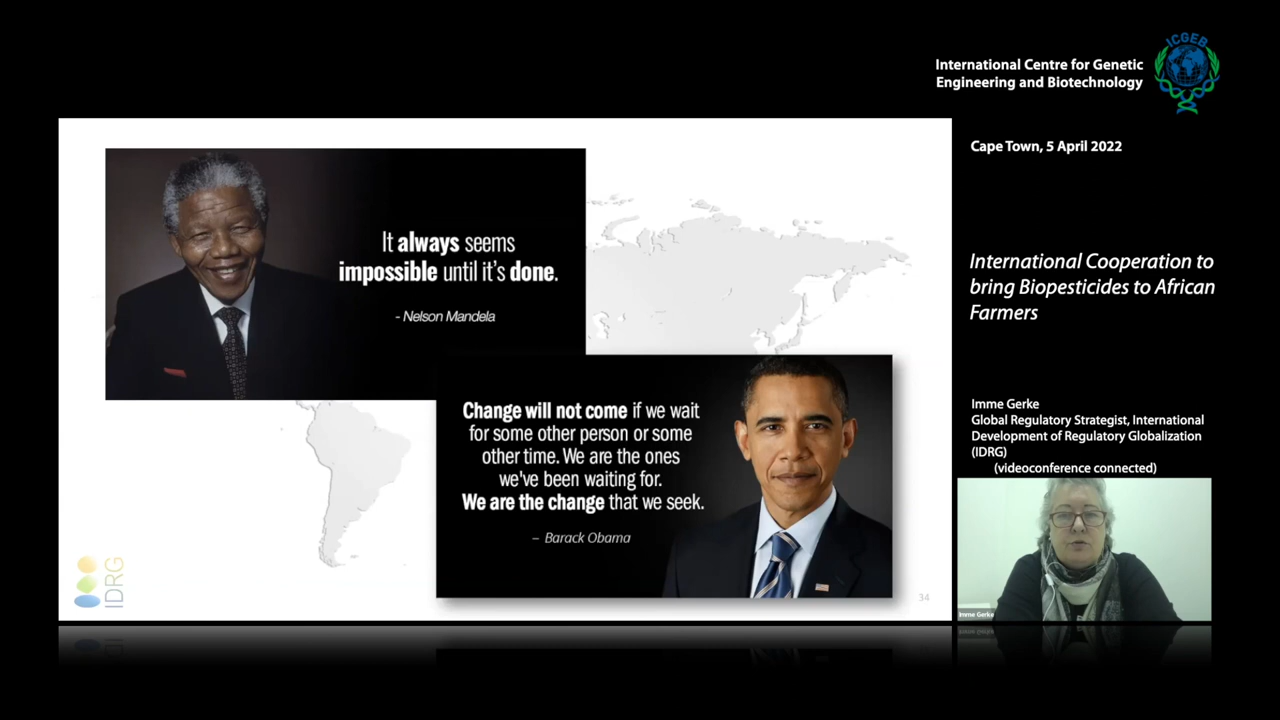 International Centre for Genetic
Engineering and Biotechnology
ICGEB
Cape Town, 5 April 2022
It always seems
impossible until it's done.
- Nelson Mandela
Change will not come if we wait
for some other person or some
other time. We are the ones
we've been waiting for.
We are the change that we seek.
– Barack Obama
IDRG
34
International Cooperation to
bring Biopesticides to African
Farmers
Imme Gerke
Global Regulatory Strategist, International
Development of Regulatory Globalization
(IDRG)
(videoconference connected)
Imme Gerke